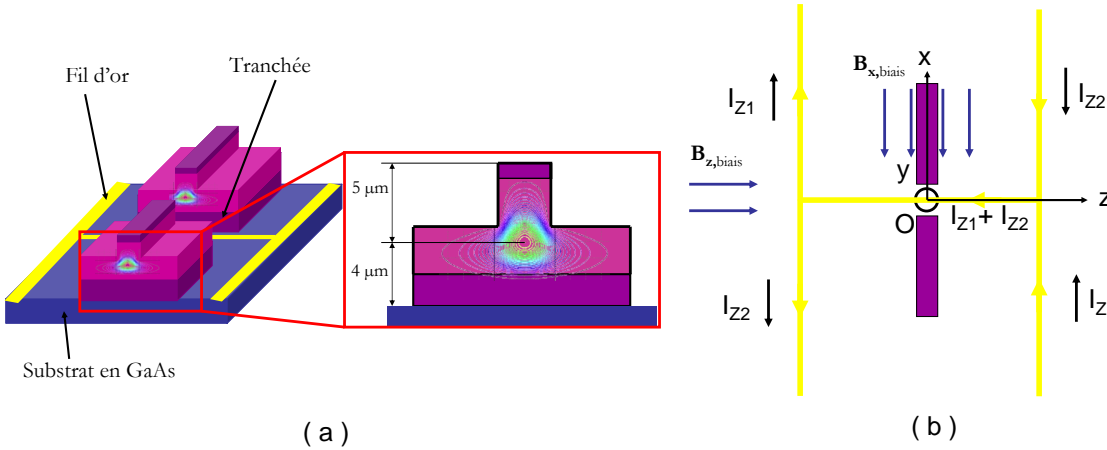 Fil d'or
Tranchée
5 µm
4 µm
Substrat en GaAs
( a )
x
B_x,biais
I_Z1
I_Z2
B_z,biais
y
z
O
I_Z1+ I_Z2
I_Z2
I_Z
( b )